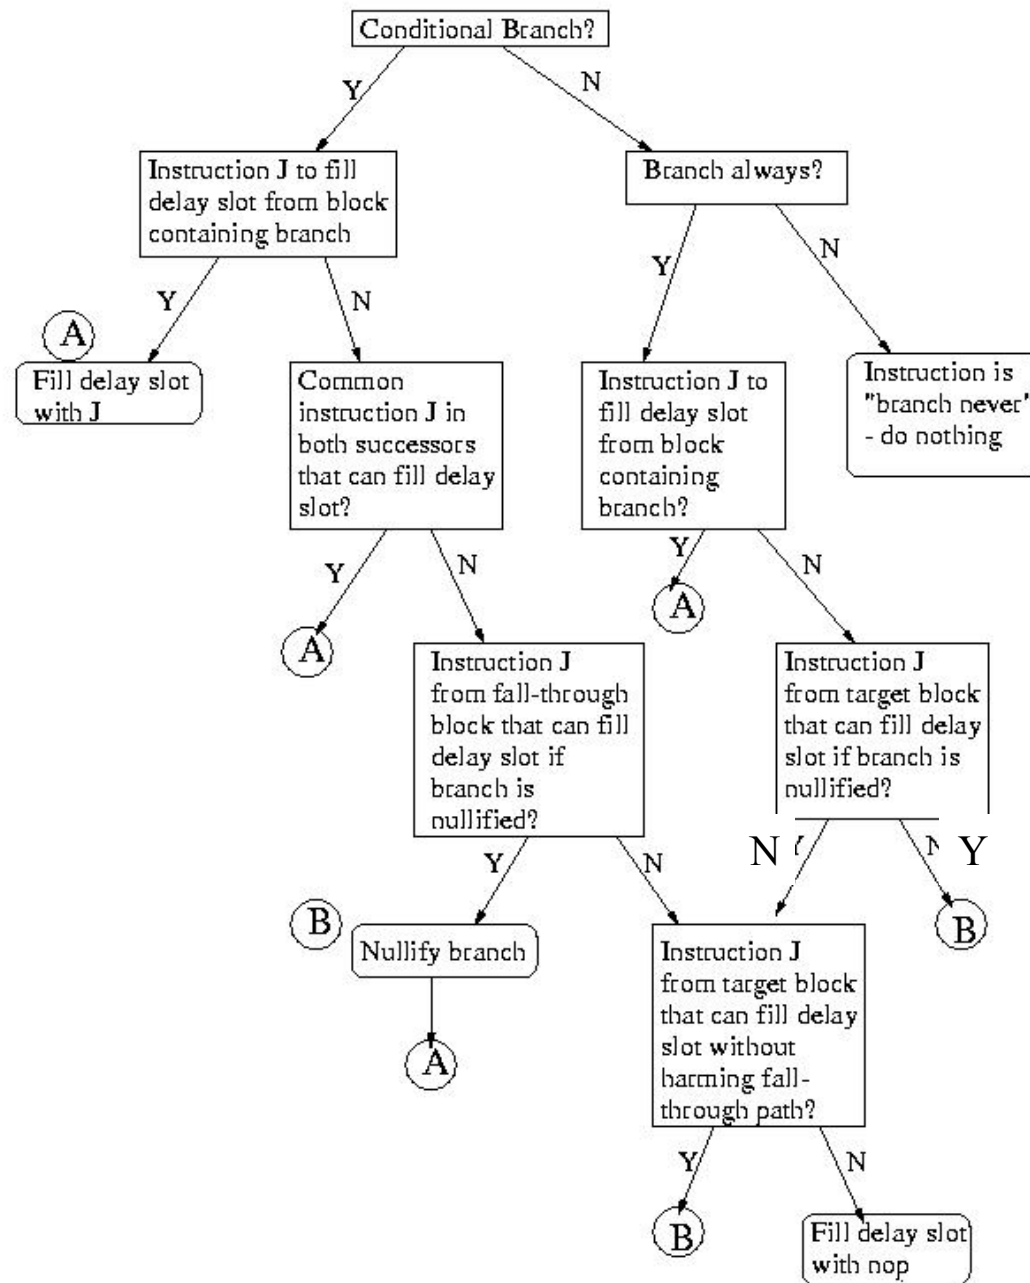 Conditional Branch?
Y
N
Instruction J to fill
delay slot from block
containing branch
Branch always?
Y
N
Y
N
A
Fill delay slot
with J
Common
instruction J in
both successors
that can fill delay
slot?
Instruction J to
fill delay slot
from block
containing
branch?
Instruction is
"branch never"
- do nothing
Y
N
Y
N
A
A
Instruction J
from fall-through
block that can fill
delay slot if
branch is
nullified?
Instruction J
from target block
that can fill delay
slot if branch is
nullified?
Y
N
N
Y
B
Nullify branch
B
A
Instruction J
from target block
that can fill delay
slot without
harming fall-
through path?
Y
N
B
Fill delay slot
with nop